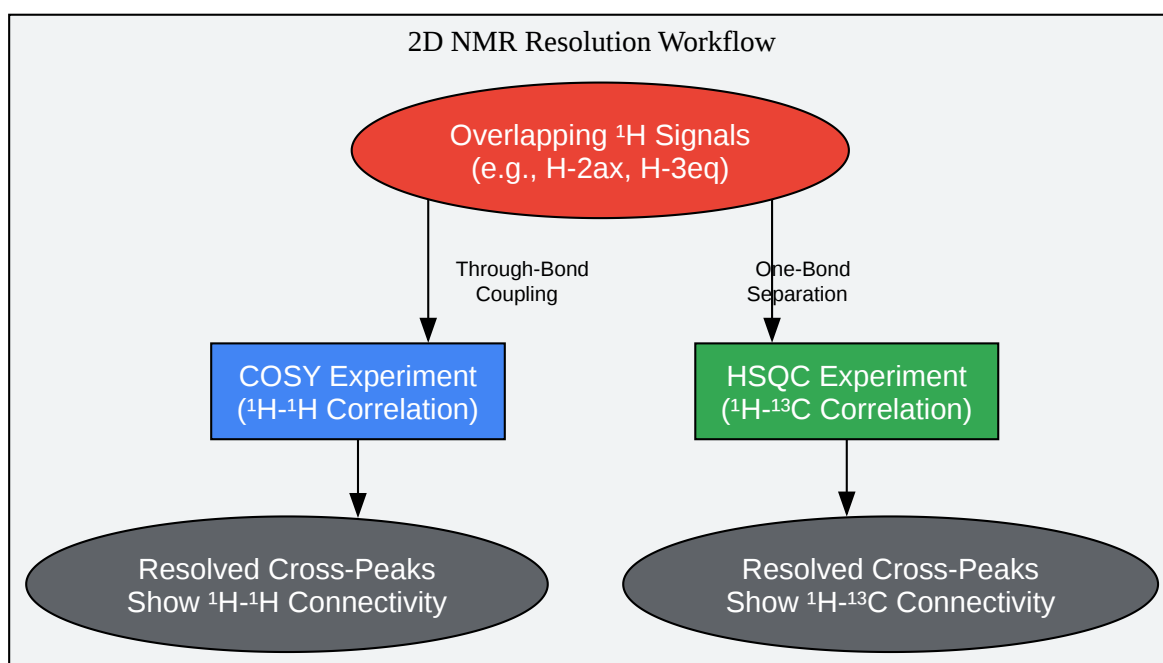 2D NMR Resolution Workflow
Overlapping ¹H Signals
(e.g., H-2ax, H-3eq)
Through-Bond
Coupling
One-Bond
Separation
COSY Experiment
(¹H-¹H Correlation)
HSQC Experiment
(¹H-¹³C Correlation)
Resolved Cross-Peaks
Show ¹H-¹H Connectivity
Resolved Cross-Peaks
Show ¹H-¹³C Connectivity